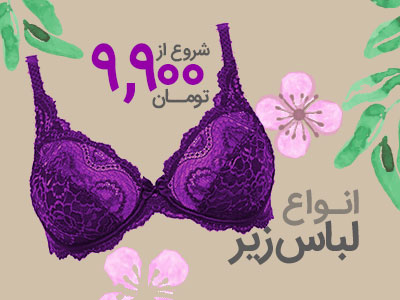 شروع از
۹,۹۰۰
تومان
انواع
لباس زیر